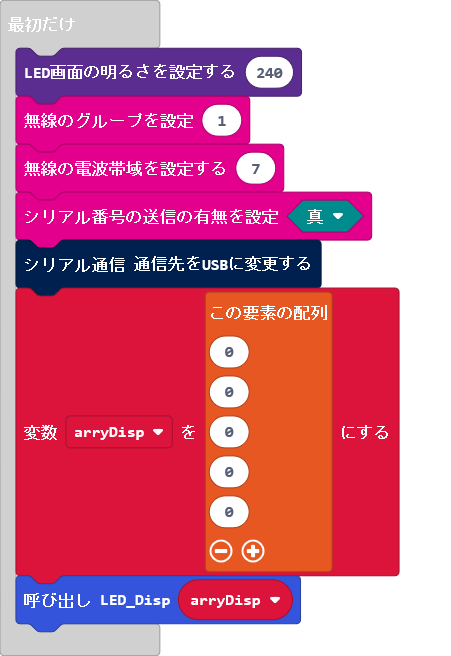 最初だけ
LED画面の明るさを設定する 240
無線のグループを設定 1
無線の電波帯域を設定する 7
シリアル番号の送信の有無を設定 真
シリアル通信 通信先をUSBに変更する
この要素の配列
0
0
変数 arryDisp を 0 にする
0
0
呼び出し LED_Disp arryDisp